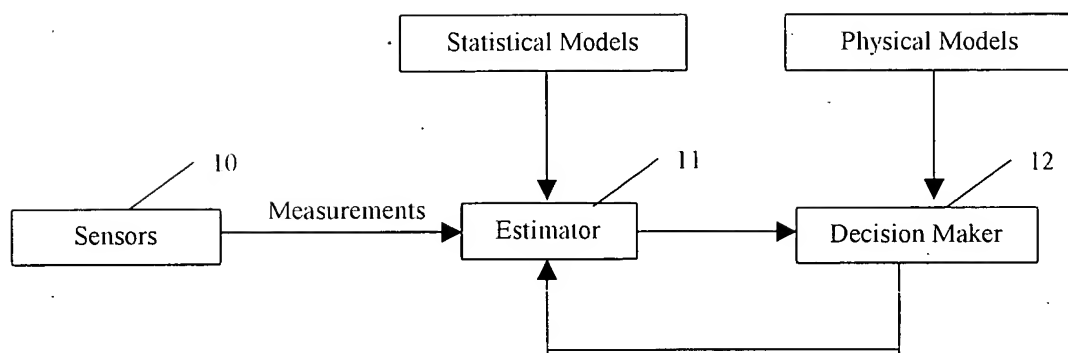 Statistical Models
Physical Models
10
11
12
Measurements
Sensors
Estimator
Decision Maker